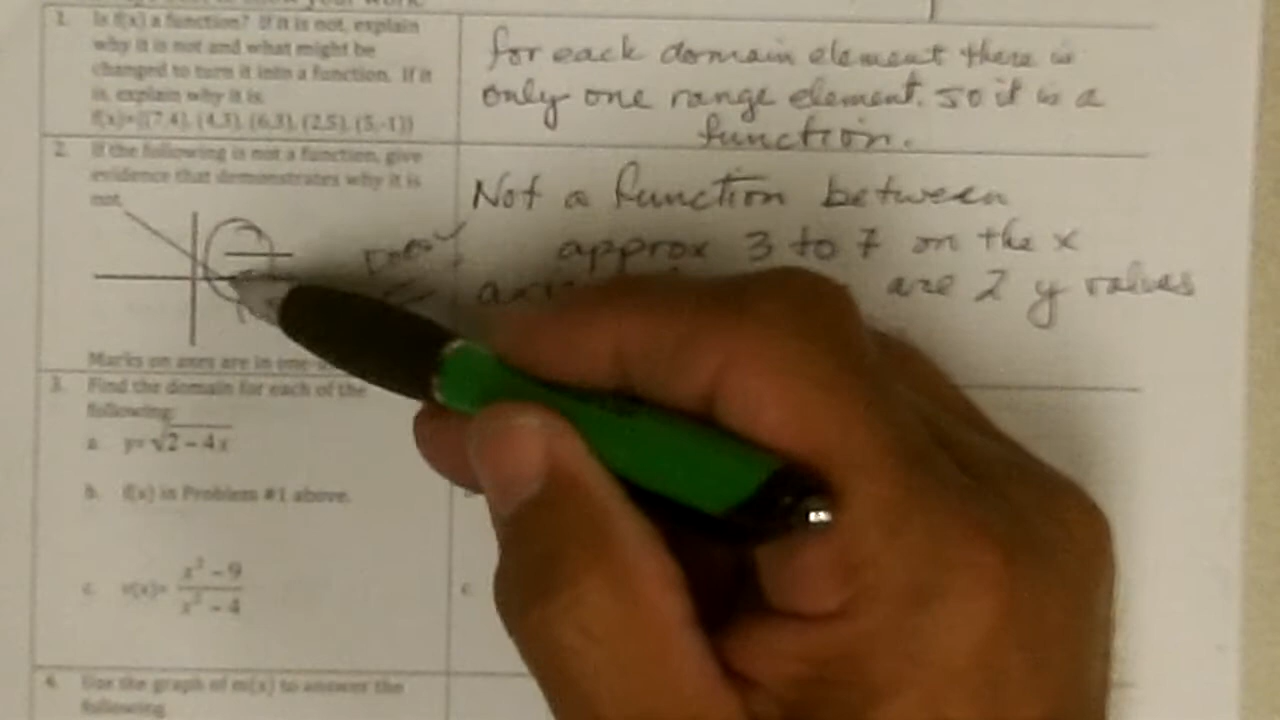 1. Is f(x) a function? If it is not, explain
why it is not and what might be
changed to turn it into a function. If it
is, explain why it is.
f(x)={(7,4), (4,3), (6,3), (2,5), (5,-1)}
for each domain element there is
only one range element. so it is a
function.
2. If the following is not a function, give
evidence that demonstrates why it is
not.
Marks on axes are in one-
Not a function between
approx 3 to 7 on the x
are 2 y values
3. Find the domain for each of the
following:
a. y=√2-4x
b. f(x) in Problem #1 above.
c. v(x)= x²-9
x²-4
c.
4. Use the graph of m(x) to answer the
following